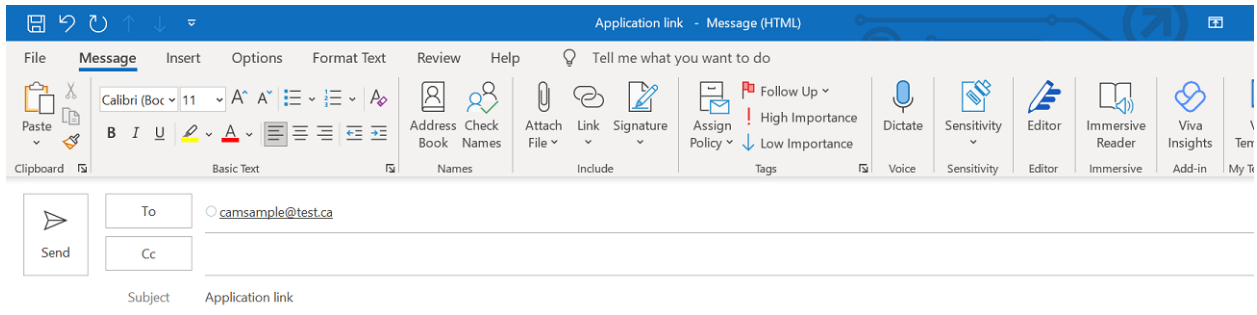 Application link - Message (HTML)
File Message Insert Options Format Text Review Help Tell me what you want to do
Calibri (Boc 11
Follow Up
High Importance
Low Importance
Paste
B I U
Address Book
Check Names
Attach File
Link
Signature
Assign Policy
Dictate
Sensitivity
Editor
Immersive Reader
Viva Insights
Clipboard Basic Text Names Include Tags Voice Sensitivity Editor Immersive Add-in
To camsample@test.ca
Send
Cc
Subject Application link